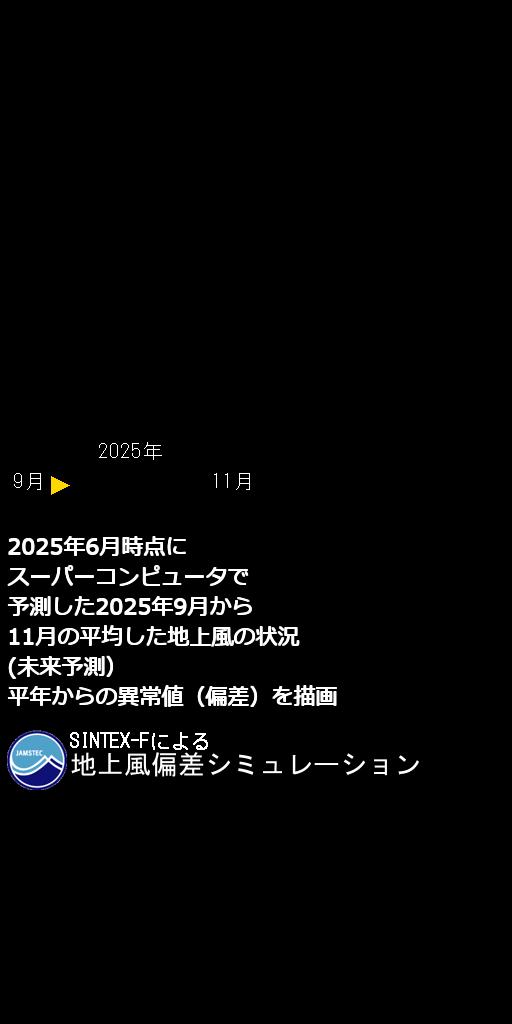 2025年
9月 ▶ 11月
2025年6月時点に
スーパーコンピュータで
予測した2025年9月から
11月の平均した地上風の状況
(未来予測）
平年からの異常値（偏差）を描画
JAMSTEC
SINTEX-Fによる
地上風偏差シミュレーション